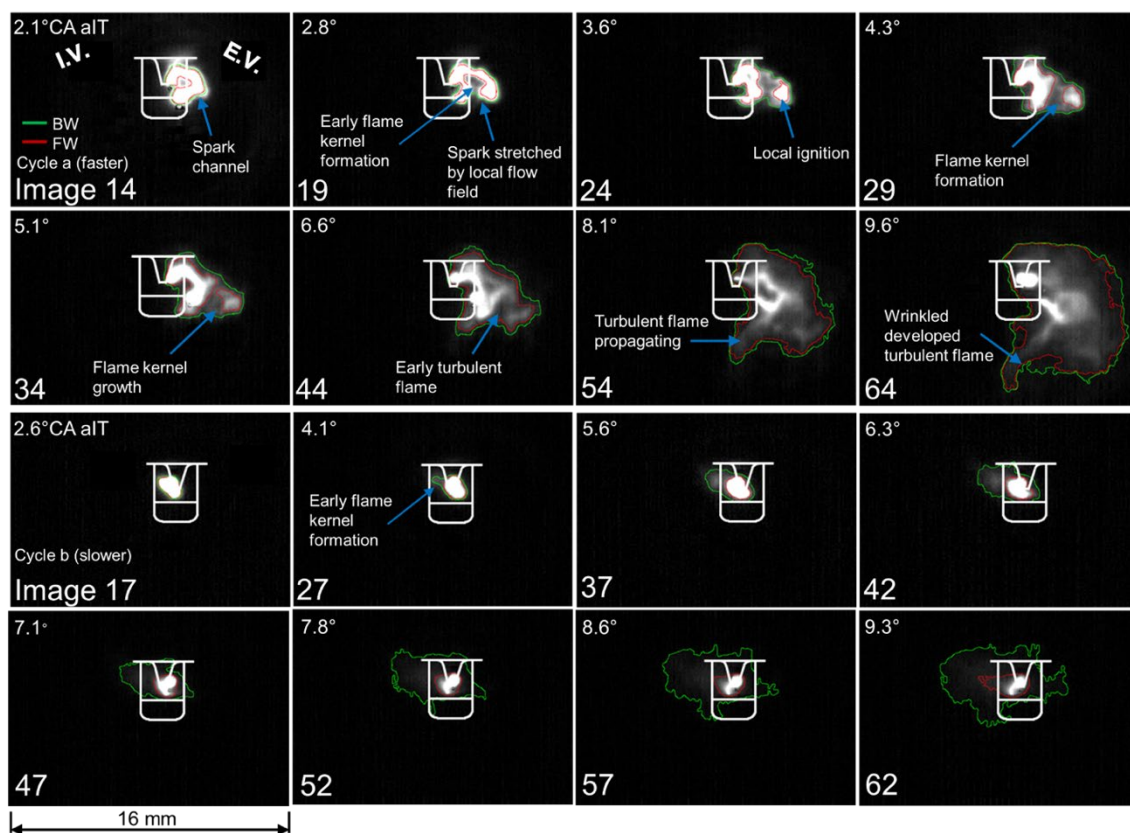 2.1°CA aIT
I.V.
E.V.
BW
FW
Spark
channel
Cycle a (faster)
Image 14
2.8°
Early flame
kernel
formation
Spark stretched
by local flow
field
19
3.6°
Local ignition
24
4.3°
Flame kernel
formation
29
5.1°
Flame kernel
growth
34
6.6°
Early turbulent
flame
44
8.1°
Turbulent flame
propagating
54
9.6°
Wrinkled
developed
turbulent flame
64
2.6°CA aIT
Cycle b (slower)
Image 17
4.1°
Early flame
kernel
formation
27
5.6°
37
6.3°
42
7.1°
47
7.8°
52
8.6°
57
9.3°
62
16 mm